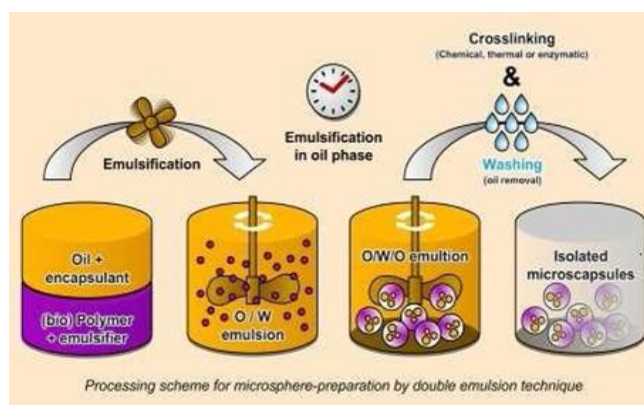 Crosslinking
(Chemical, thermal or enzymatic)
&
Emulsification
Emulsification
in oil phase
Washing
(oil removal)
Oil +
encapsulant
(bio) Polymer
+ emulsifier
O / W
emulsion
O/W/O emultion
Isolated
microscapsules
Processing scheme for microsphere-preparation by double emulsion technique